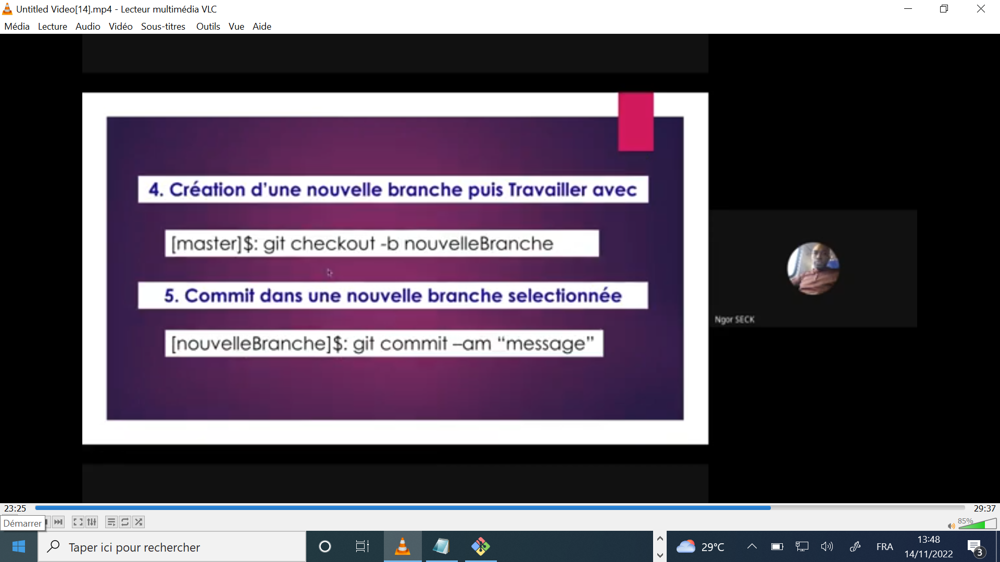 Untitled Video[14].mp4 - Lecteur multimédia VLC
Média Lecture Audio Vidéo Sous-titres Outils Vue Aide
4. Création d’une nouvelle branche puis Travailler avec
[master]$: git checkout -b nouvelleBranche
5. Commit dans une nouvelle branche selectionnée
[nouvelleBranche]$: git commit –am “message”
Ngor SECK
23:25
29:37
Démarrer
85%
Taper ici pour rechercher
29°C
FRA
13:48
14/11/2022
3